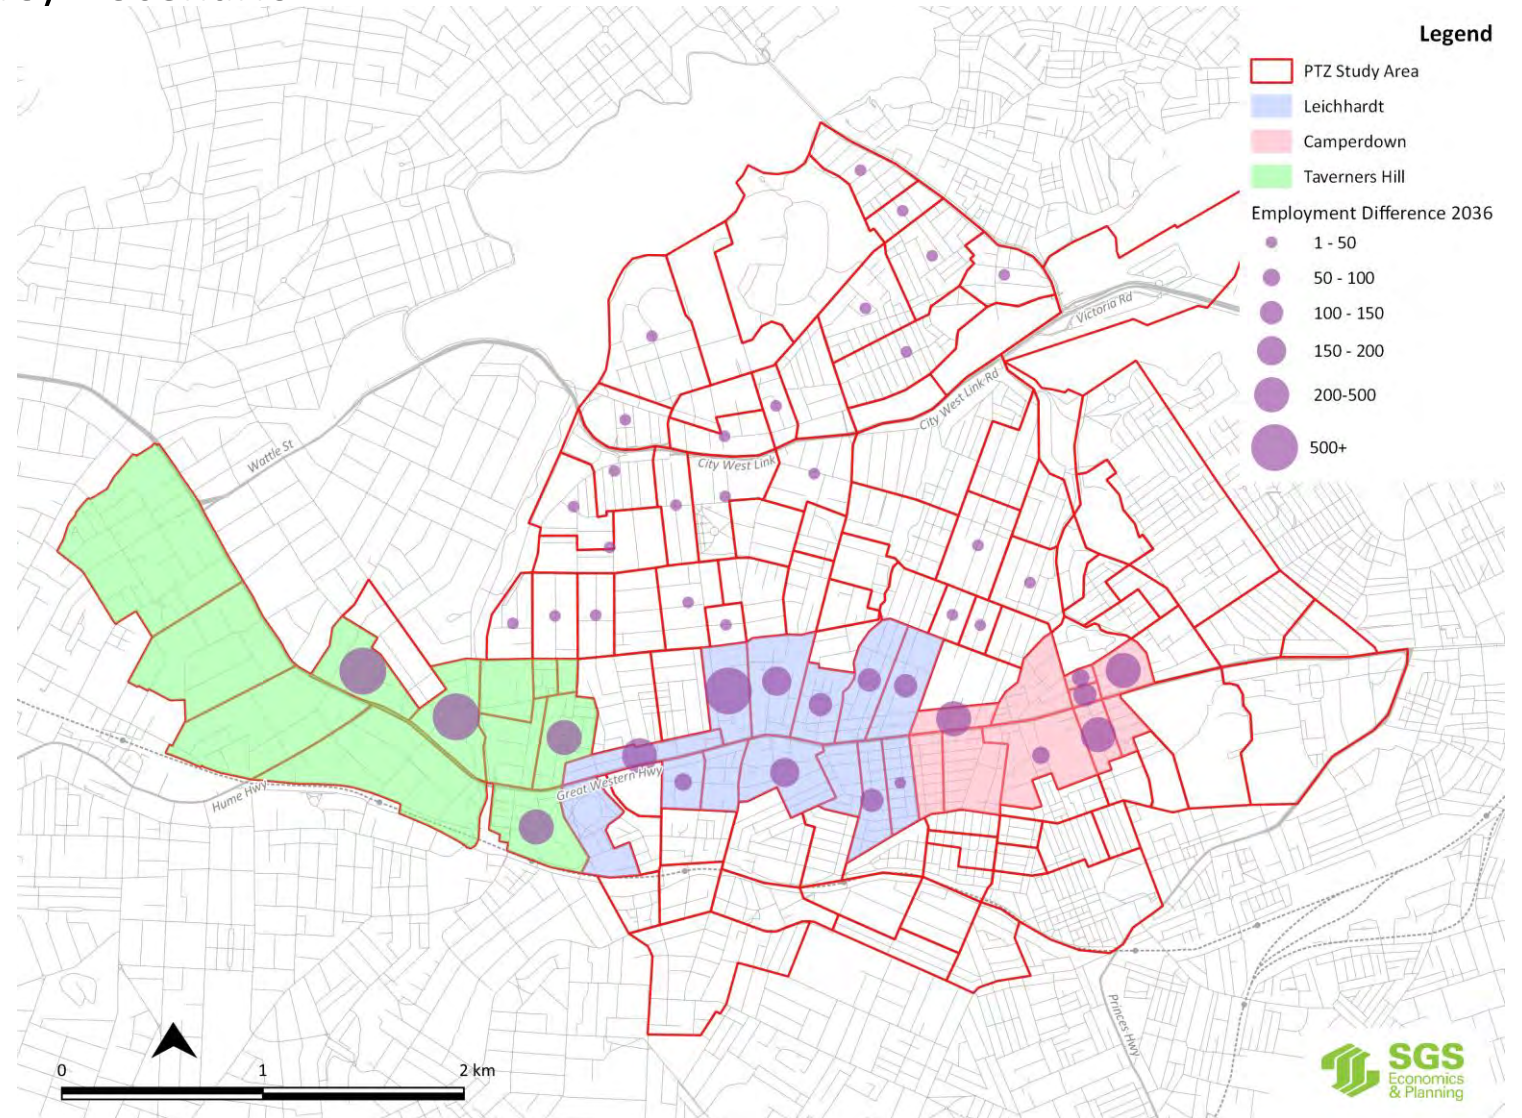 Legend
PTZ Study Area
Leichhardt
Camperdown
Taverners Hill
Employment Difference 2036
1 - 50
50 - 100
100 - 150
150 - 200
200-500
500+
Victoria Rd
City West Link Rd
Wattle St
City West Link
Great Western Hwy
Hume Hwy
Princes Hwy
0 1 2 km
SGS
Economics
& Planning